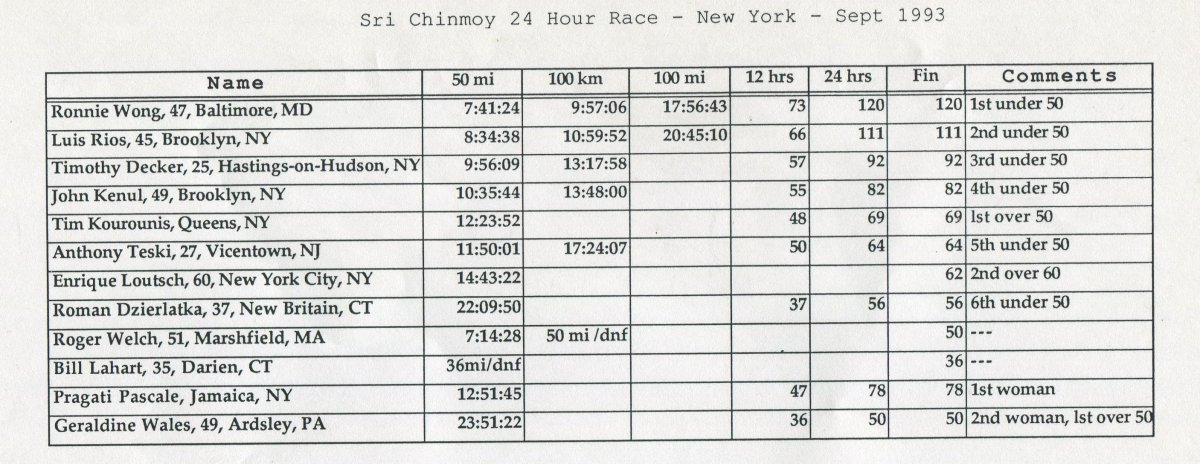 Sri Chinmoy 24 Hour Race - New York - Sept 1993
Name 50 mi 100 km 100 mi 12 hrs 24 hrs Fin Comments
Ronnie Wong, 47, Baltimore, MD 7:41:24 9:57:06 17:56:43 73 120 120 1st under 50
Luis Rios, 45, Brooklyn, NY 8:34:38 10:59:52 20:45:10 66 111 111 2nd under 50
Timothy Decker, 25, Hastings-on-Hudson, NY 9:56:09 13:17:58 57 92 92 3rd under 50
John Kenul, 49, Brooklyn, NY 10:35:44 13:48:00 55 82 82 4th under 50
Tim Kourounis, Queens, NY 12:23:52 48 69 69 lst over 50
Anthony Teski, 27, Vicentown, NJ 11:50:01 17:24:07 50 64 64 5th under 50
Enrique Loutsch, 60, New York City, NY 14:43:22 62 2nd over 60
Roman Dzierlatka, 37, New Britain, CT 22:09:50 37 56 56 6th under 50
Roger Welch, 51, Marshfield, MA 7:14:28 50 mi /dnf 50 ---
Bill Lahart, 35, Darien, CT 36mi/dnf 36 ---
Pragati Pascale, Jamaica, NY 12:51:45 47 78 78 1st woman
Geraldine Wales, 49, Ardsley, PA 23:51:22 36 50 50 2nd woman, lst over 50